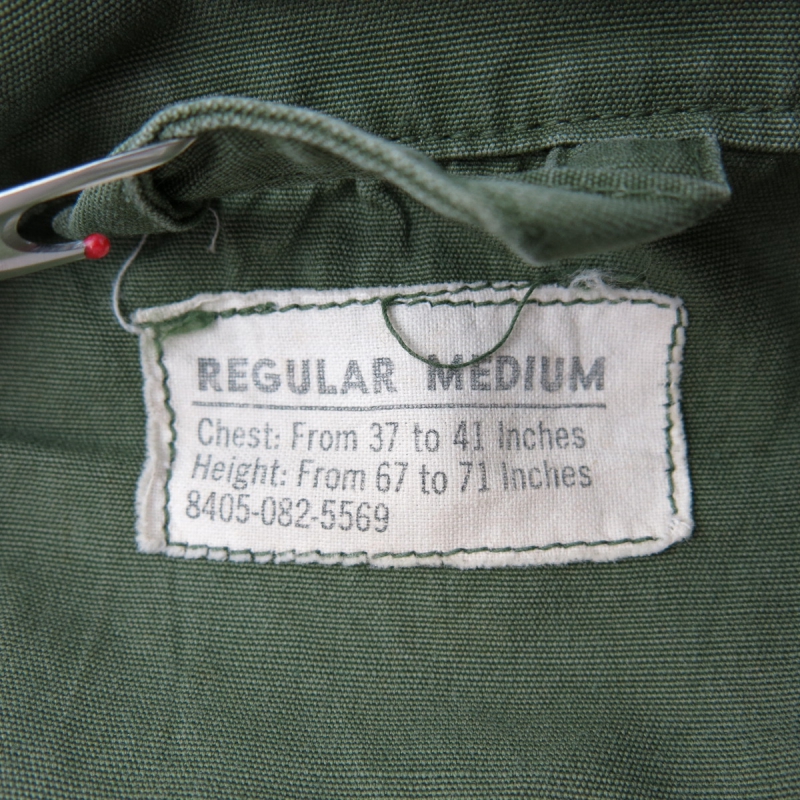 REGULAR MEDIUM
Chest: From 37 to 41 Inches
Height: From 67 to 71 Inches
8405-082-5569